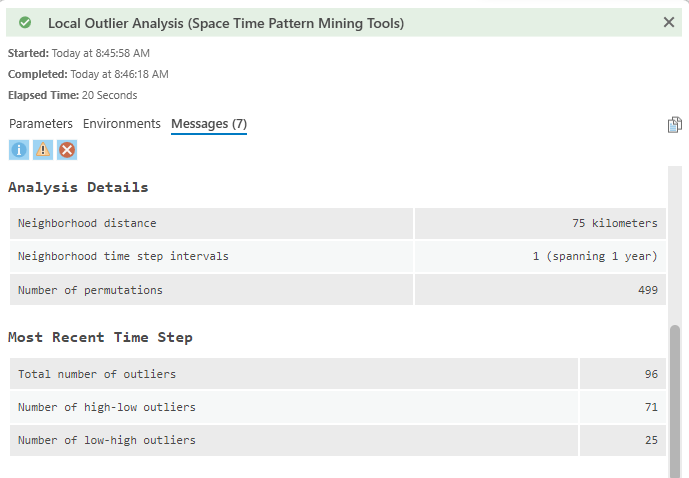 Local Outlier Analysis (Space Time Pattern Mining Tools)
Started: Today at 8:45:58 AM
Completed: Today at 8:46:18 AM
Elapsed Time: 20 Seconds
Parameters Environments Messages (7)
Analysis Details
Neighborhood distance 75 kilometers
Neighborhood time step intervals 1 (spanning 1 year)
Number of permutations 499
Most Recent Time Step
Total number of outliers 96
Number of high-low outliers 71
Number of low-high outliers 25